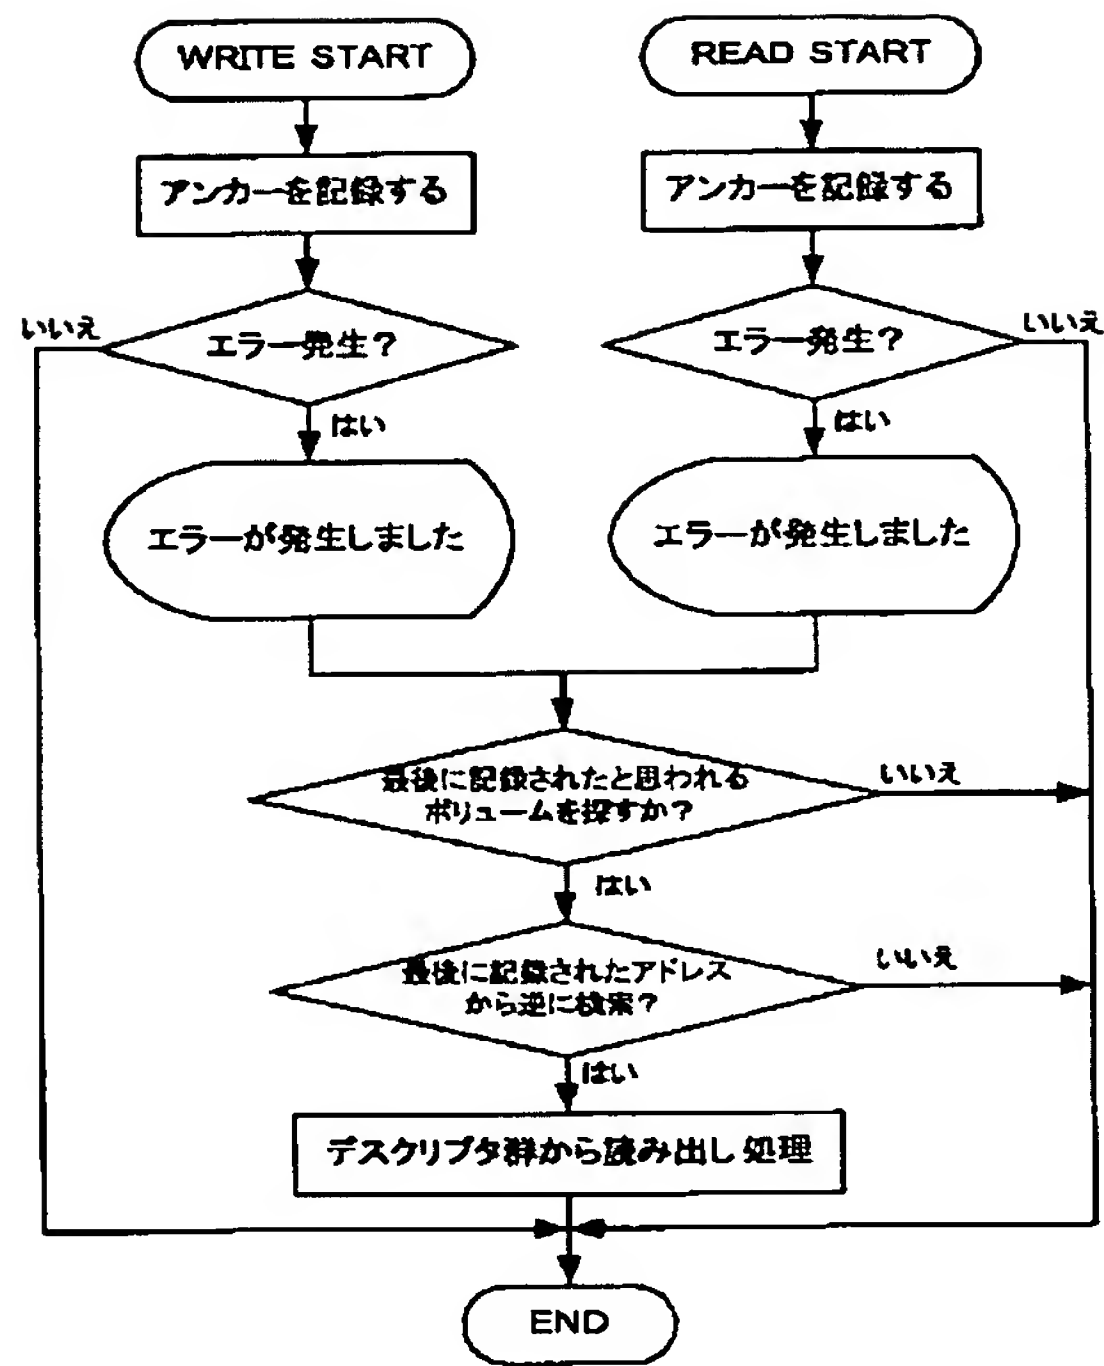 WRITE START
READ START
アンカーを記録する
アンカーを記録する
エラー発生?
いいえ
エラー発生?
いいえ
はい
はい
エラーが発生しました
エラーが発生しました
最後に記録されたと思われる
ボリュームを探すか?
いいえ
はい
最後に記録されたアドレス
から逆に検索?
いいえ
はい
デスクリプタ群から読み出し処理
END